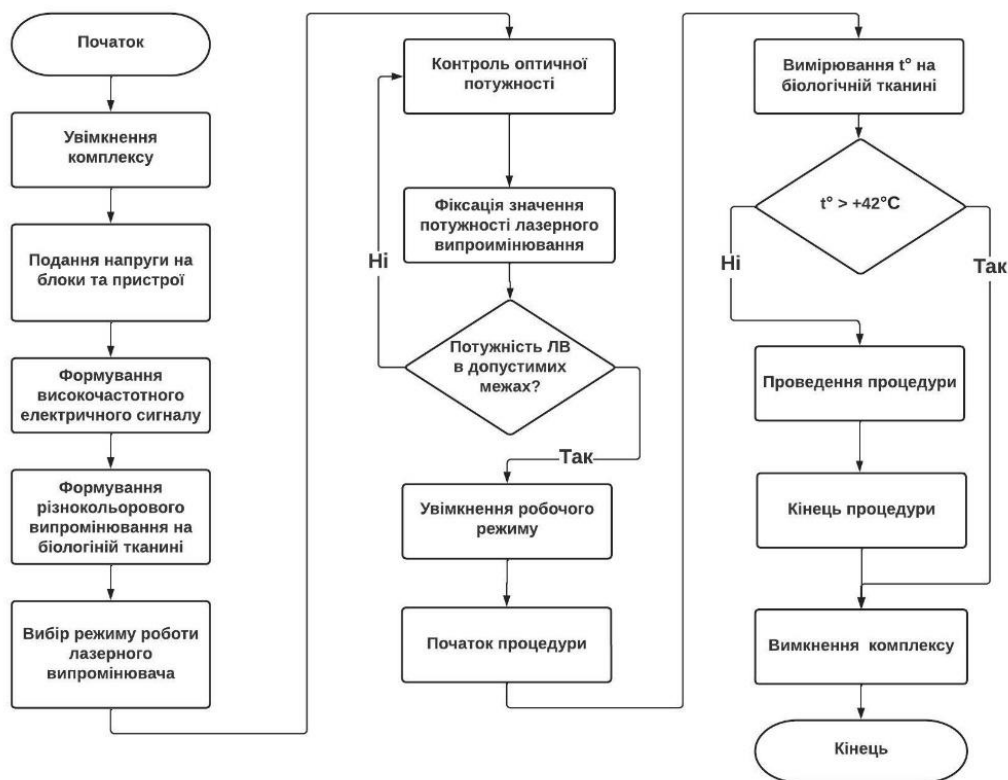 Початок
Увімкнення
комплексу
Подання напруги на
блоки та пристрої
Формування
високочастотного
електричного сигналу
Формування
різнокольорового
випромінювання на
біологіній тканині
Вибір режиму роботи
лазерного
випромінювача
Контроль оптичної
потужності
Фіксація значення
потужності лазерного
випроимінювання
Ні
Потужність ЛВ
в допустимих
межах?
Так
Увімкнення робочого
режиму
Початок процедури
Вимірювання t° на
біологічній тканині
t° > +42°C
Ні
Так
Проведення процедури
Кінець процедури
Вимкнення комплексу
Кінець